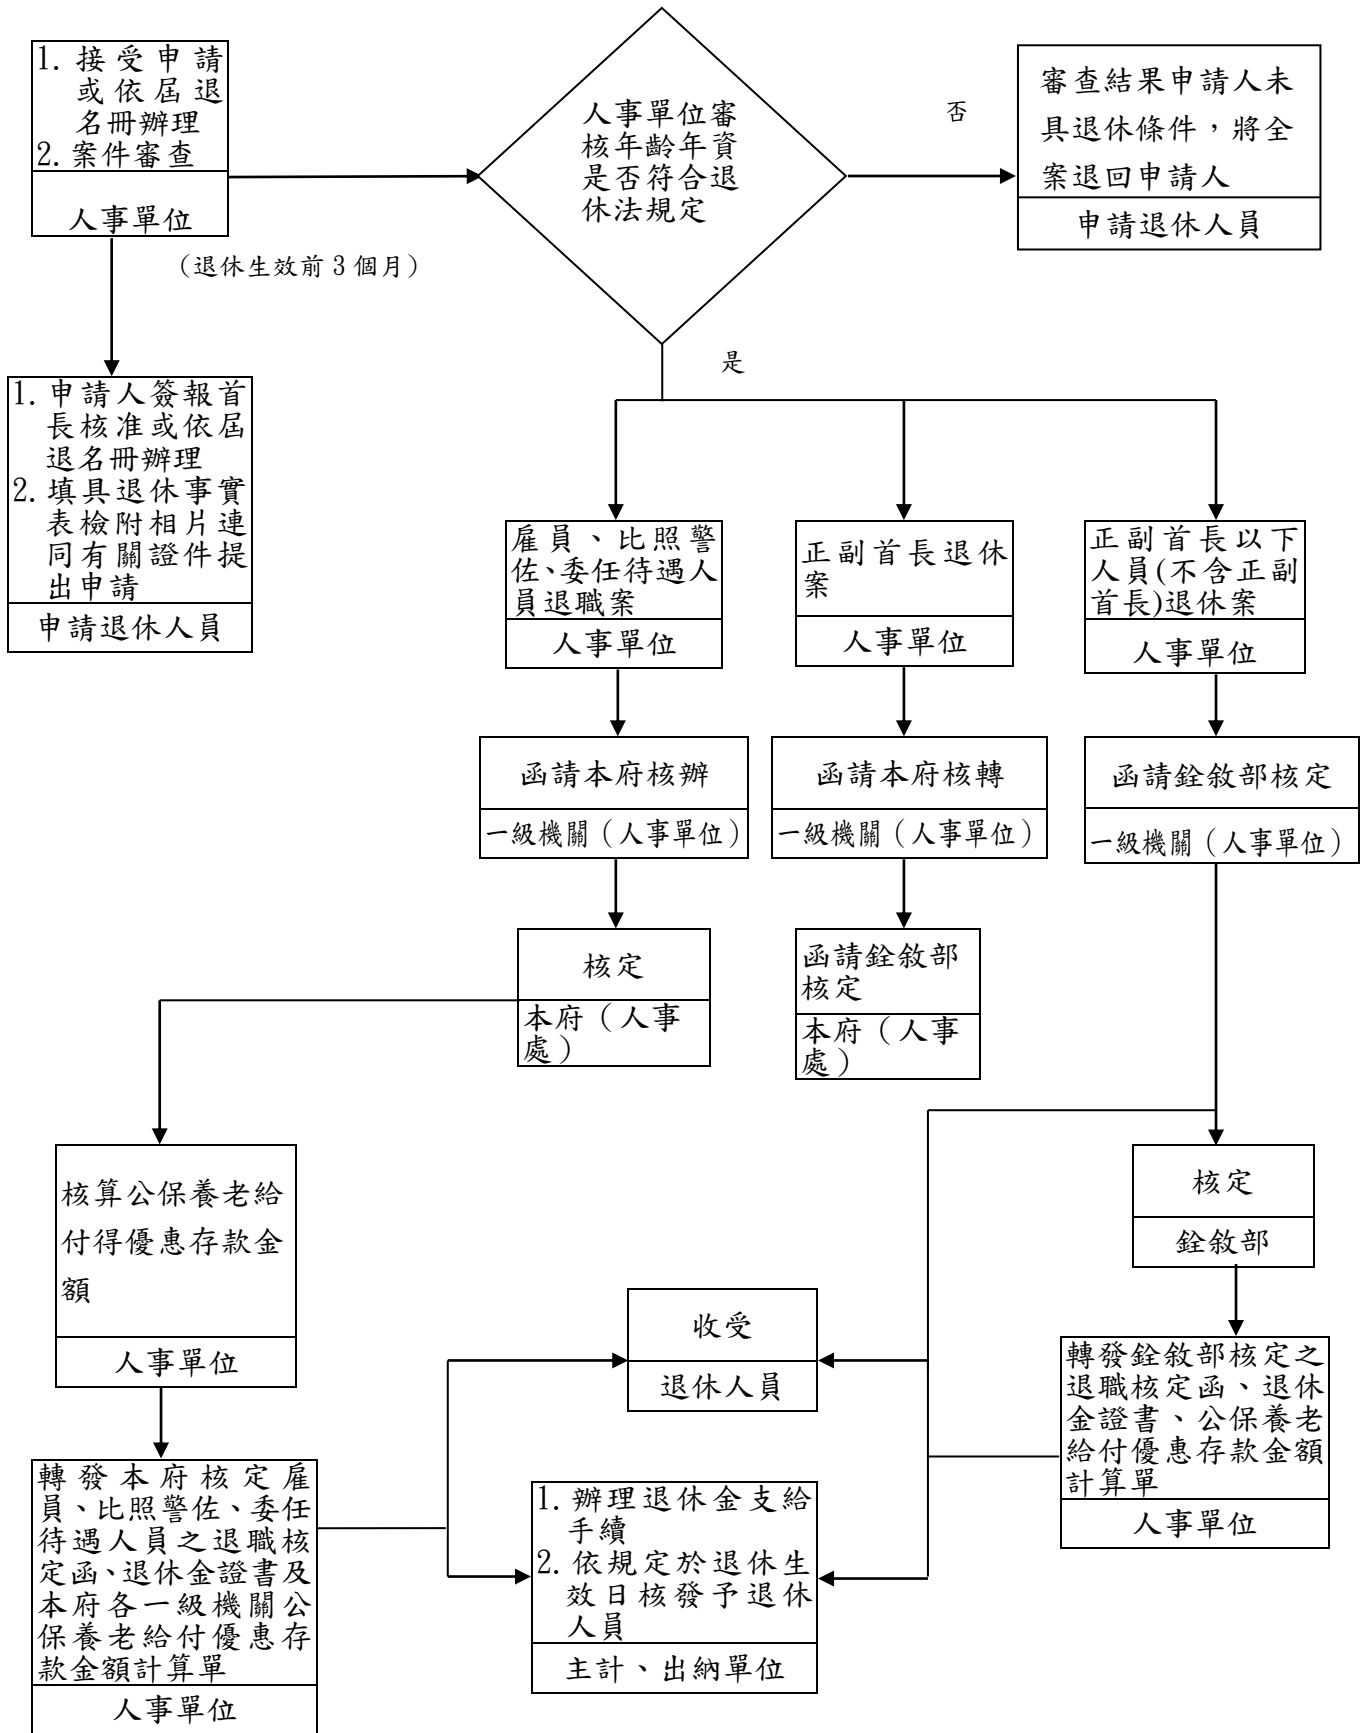 1. 接受申請
或依屆退
名冊辦理
2. 案件審查
人事單位
人事單位審
核年齡年資
是否符合退
休法規定
否
審查結果申請人未
具退休條件，將全
案退回申請人
申請退休人員
（退休生效前 3 個月）
是
1. 申請人簽報首
長核准或依屆
退名冊辦理
2. 填具退休事實
表檢附相片連
同有關證件提
出申請
申請退休人員
雇員、比照警
佐、委任待遇人
員退職案
人事單位
正副首長退休
案
人事單位
正副首長以下
人員(不含正副
首長)退休案
人事單位
函請本府核辦
一級機關（人事單位）
函請本府核轉
一級機關（人事單位）
函請銓敘部核定
一級機關（人事單位）
核定
本府（人事
處）
函請銓敘部
核定
本府（人事
處）
核算公保養老給
付得優惠存款金
額
人事單位
核定
銓敘部
收受
退休人員
轉發銓敘部核定之
退職核定函、退休
金證書、公保養老
給付優惠存款金額
計算單
人事單位
轉發本府核定雇
員、比照警佐、委任
待遇人員之退職核
定函、退休金證書及
本府各一級機關公
保養老給付優惠存
款金額計算單
人事單位
1. 辦理退休金支給
手續
2. 依規定於退休生
效日核發予退休
人員
主計、出納單位